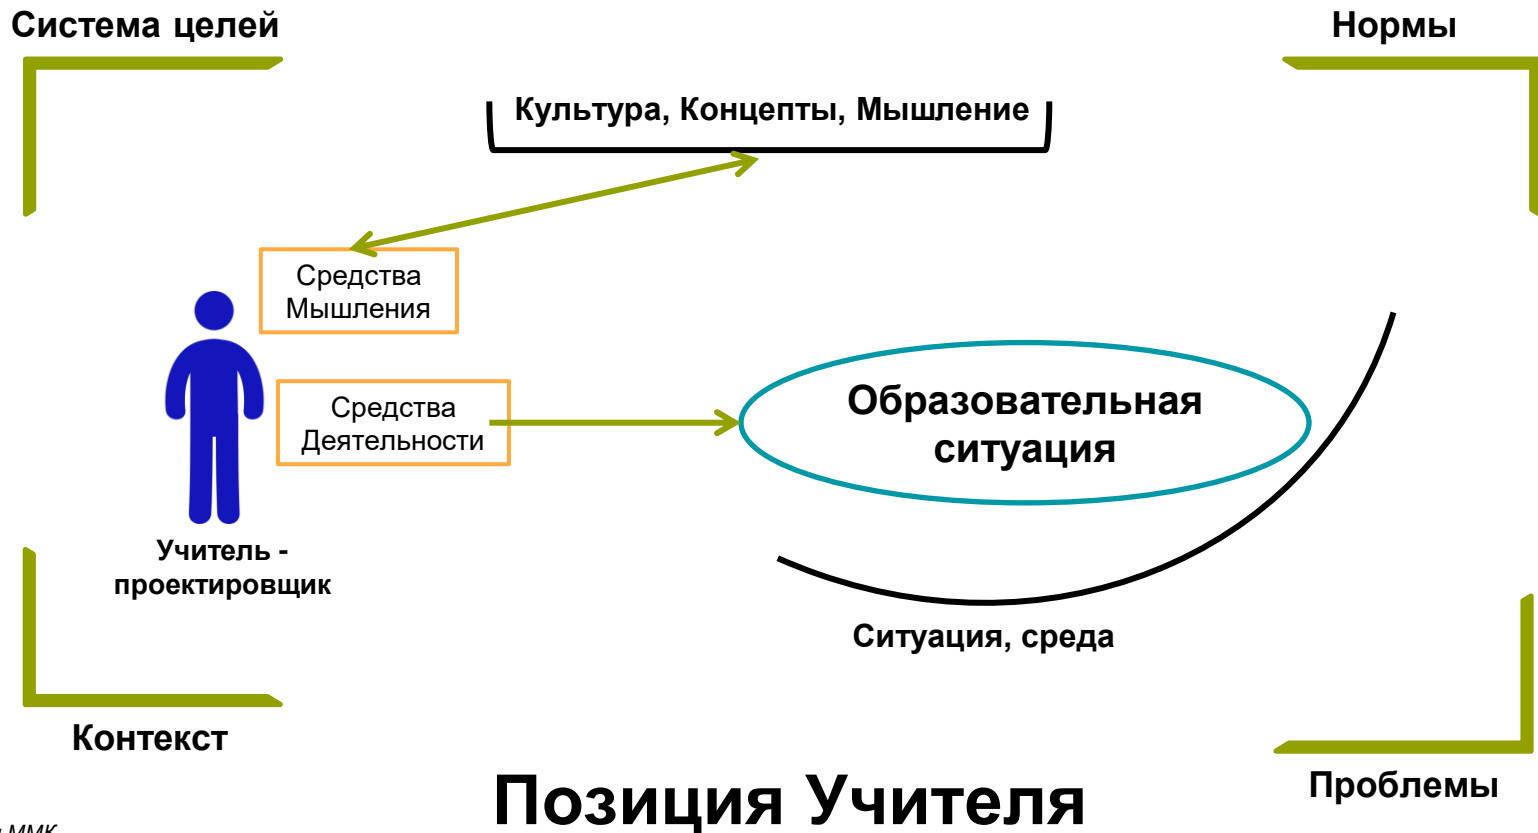 Система целей
Нормы
Культура, Концепты, Мышление
Средства
Мышления
Средства
Деятельности
Образовательная
ситуация
Учитель -
проектировщик
Ситуация, среда
Контекст
Проблемы
Позиция Учителя
ММК